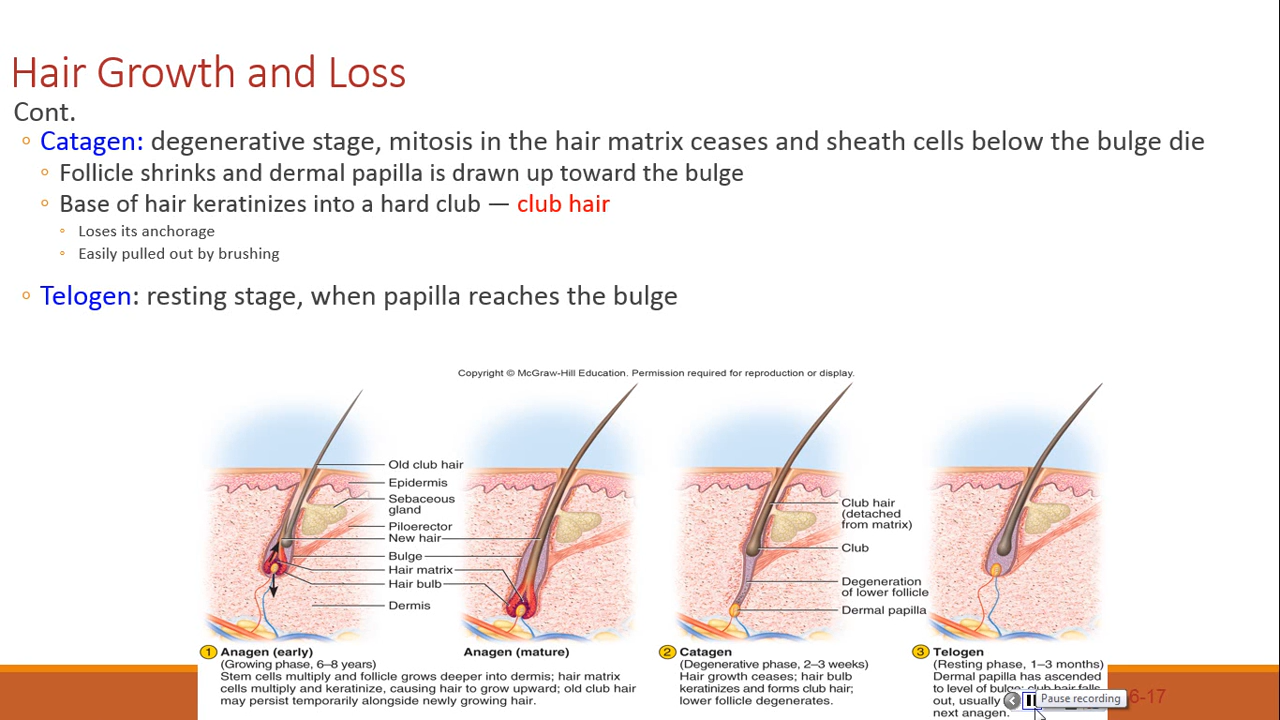 Hair Growth and Loss
Cont.
Catagen: degenerative stage, mitosis in the hair matrix ceases and sheath cells below the bulge die
Follicle shrinks and dermal papilla is drawn up toward the bulge
Base of hair keratinizes into a hard club — club hair
Loses its anchorage
Easily pulled out by brushing
Telogen: resting stage, when papilla reaches the bulge
Copyright © McGraw-Hill Education. Permission required for reproduction or display.
Old club hair
Epidermis
Sebaceous
gland
Piloerector
New hair
Bulge
Hair matrix
Hair bulb
Dermis
Club hair
(detached
from matrix)
Club
Degeneration
of lower follicle
Dermal papilla
1 Anagen (early)
(Growing phase, 6–8 years)
Stem cells multiply and follicle grows deeper into dermis; hair matrix
cells multiply and keratinize, causing hair to grow upward; old club hair
may persist temporarily alongside newly growing hair.
Anagen (mature)
2 Catagen
(Degenerative phase, 2–3 weeks)
Hair growth ceases; hair bulb
keratinizes and forms club hair;
lower follicle degenerates.
3 Telogen
(Resting phase, 1–3 months)
Dermal papilla has ascended
to level of bulge; club hair falls
out, usually
next anagen.
Pause recording
6-17